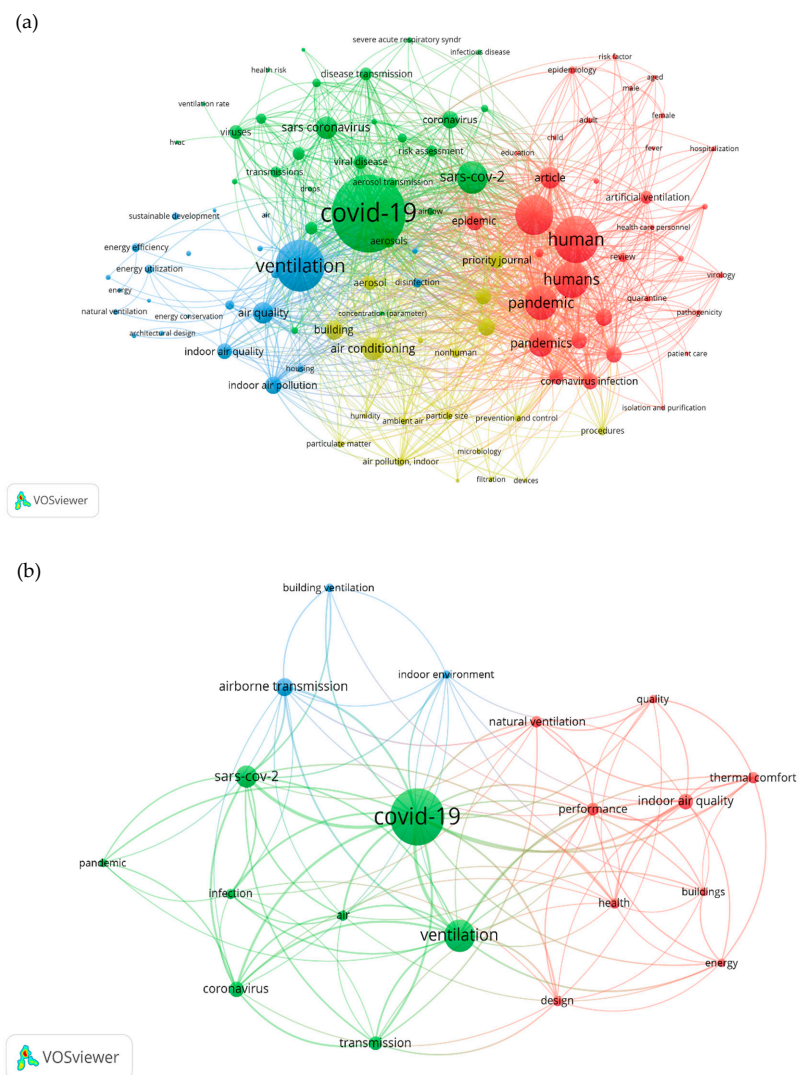 (a)
severe acute respiratory syndr
infectious disease
risk factor
health risk
disease transmission
epidemiology
aged
male
ventilation rate
coronavirus
female
viruses
sars coronavirus
adult
hvac
child
viral disease
risk assessment
education
fever
hospitalization
transmissions
aerosol transmission
sars-cov-2
article
drops
artificial ventilation
sustainable development
air
covid-19
airflow
epidemic
health care personnel
energy efficiency
aerosols
human
ventilation
priority journal
review
energy utilization
humans
virology
energy
aerosol
disinfection
quarantine
natural ventilation
energy conservation
air quality
concentration (parameter)
pandemic
pathogenicity
architectural design
building
indoor air quality
air conditioning
nonhuman
pandemics
patient care
housing
indoor air pollution
coronavirus infection
humidity
ambient air
particle size
prevention and control
isolation and purification
procedures
particulate matter
microbiology
air pollution, indoor
filtration
devices
VOSviewer
(b)
building ventilation
airborne transmission
indoor environment
quality
natural ventilation
sars-cov-2
thermal comfort
indoor air quality
covid-19
performance
pandemic
infection
buildings
health
air
ventilation
energy
coronavirus
design
transmission
VOSviewer